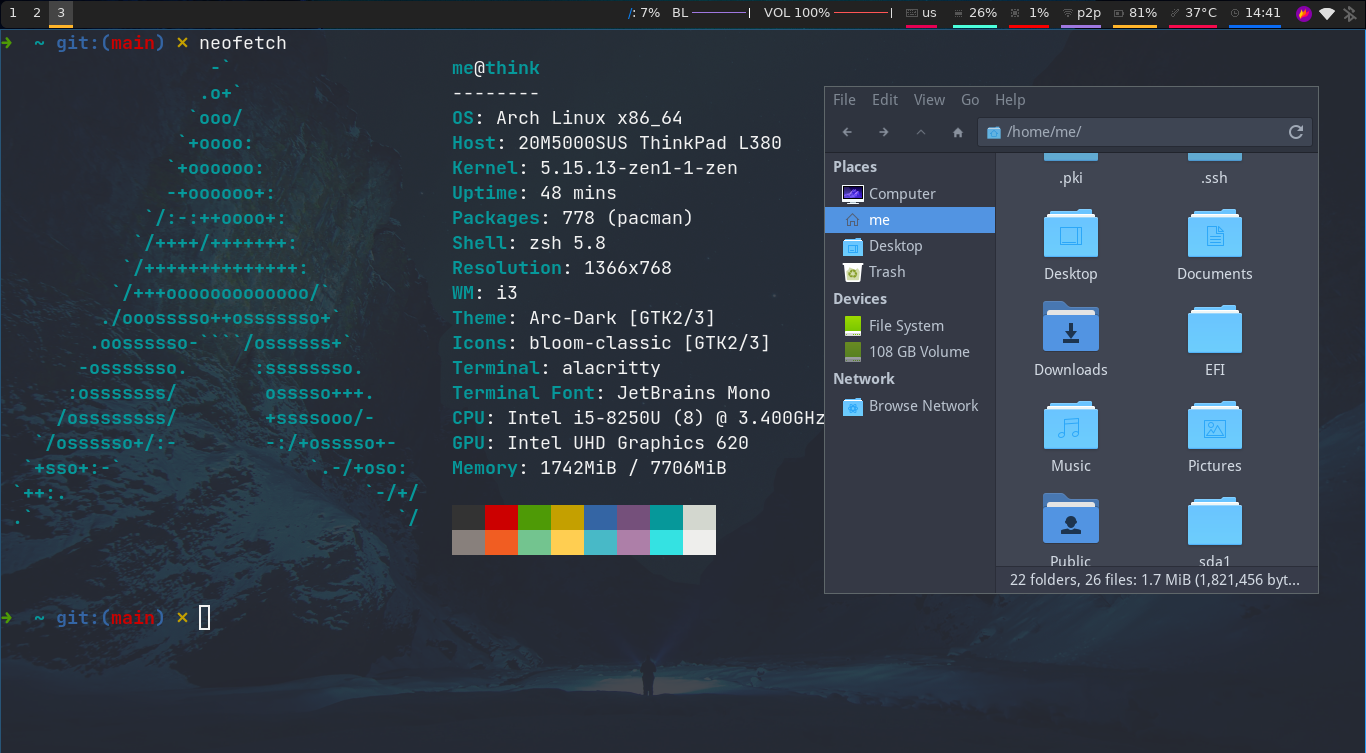 1 2 3 /: 7% BL VOL 100% us 26% 1% p2p 81% 37°C 14:41
~ git:(main) × neofetch
-`
.o+`
`ooo/
`+oooo:
`+oooooo:
-+oooooo+:
`/:-:++oooo+:
`/++++/+++++++:
`/++++++++++++++:
`/+++ooooooooooooo/`
./ooosssso++osssssso+`
.oossssso-````/ossssss+`
-osssssso. :ssssssso.
:osssssss/ osssso+++.
/ossssssss/ +ssssooo/-
`/ossssso+/:- -:/+osssso+-
`+sso+:-` `.-/+oso:
`++:. `-/+/
.` `/
me@think
--------
OS: Arch Linux x86_64
Host: 20M5000SUS ThinkPad L380
Kernel: 5.15.13-zen1-1-zen
Uptime: 48 mins
Packages: 778 (pacman)
Shell: zsh 5.8
Resolution: 1366x768
WM: i3
Theme: Arc-Dark [GTK2/3]
Icons: bloom-classic [GTK2/3]
Terminal: alacritty
Terminal Font: JetBrains Mono
CPU: Intel i5-8250U (8) @ 3.400GHz
GPU: Intel UHD Graphics 620
Memory: 1742MiB / 7706MiB
~ git:(main) ×
File Edit View Go Help
/home/me/
Places
Computer
me
Desktop
Trash
Devices
File System
108 GB Volume
Network
Browse Network
.pki .ssh
Desktop Documents
Downloads EFI
Music Pictures
Public sda1
22 folders, 26 files: 1.7 MiB (1,821,456 byt...